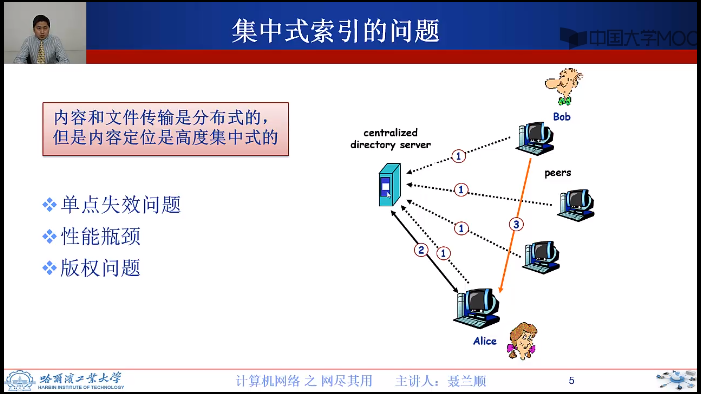 集中式索引的问题
中国大学MOO
内容和文件传输是分布式的，
但是内容定位是高度集中式的
单点失效问题
性能瓶颈
版权问题
centralized
directory server
Bob
peers
1
1
3
1
2
1
Alice
哈尔滨工业大学
HARBIN INSTITUTE OF TECHNOLOGY
计算机网络 之 网尽其用 主讲人：聂兰顺
5